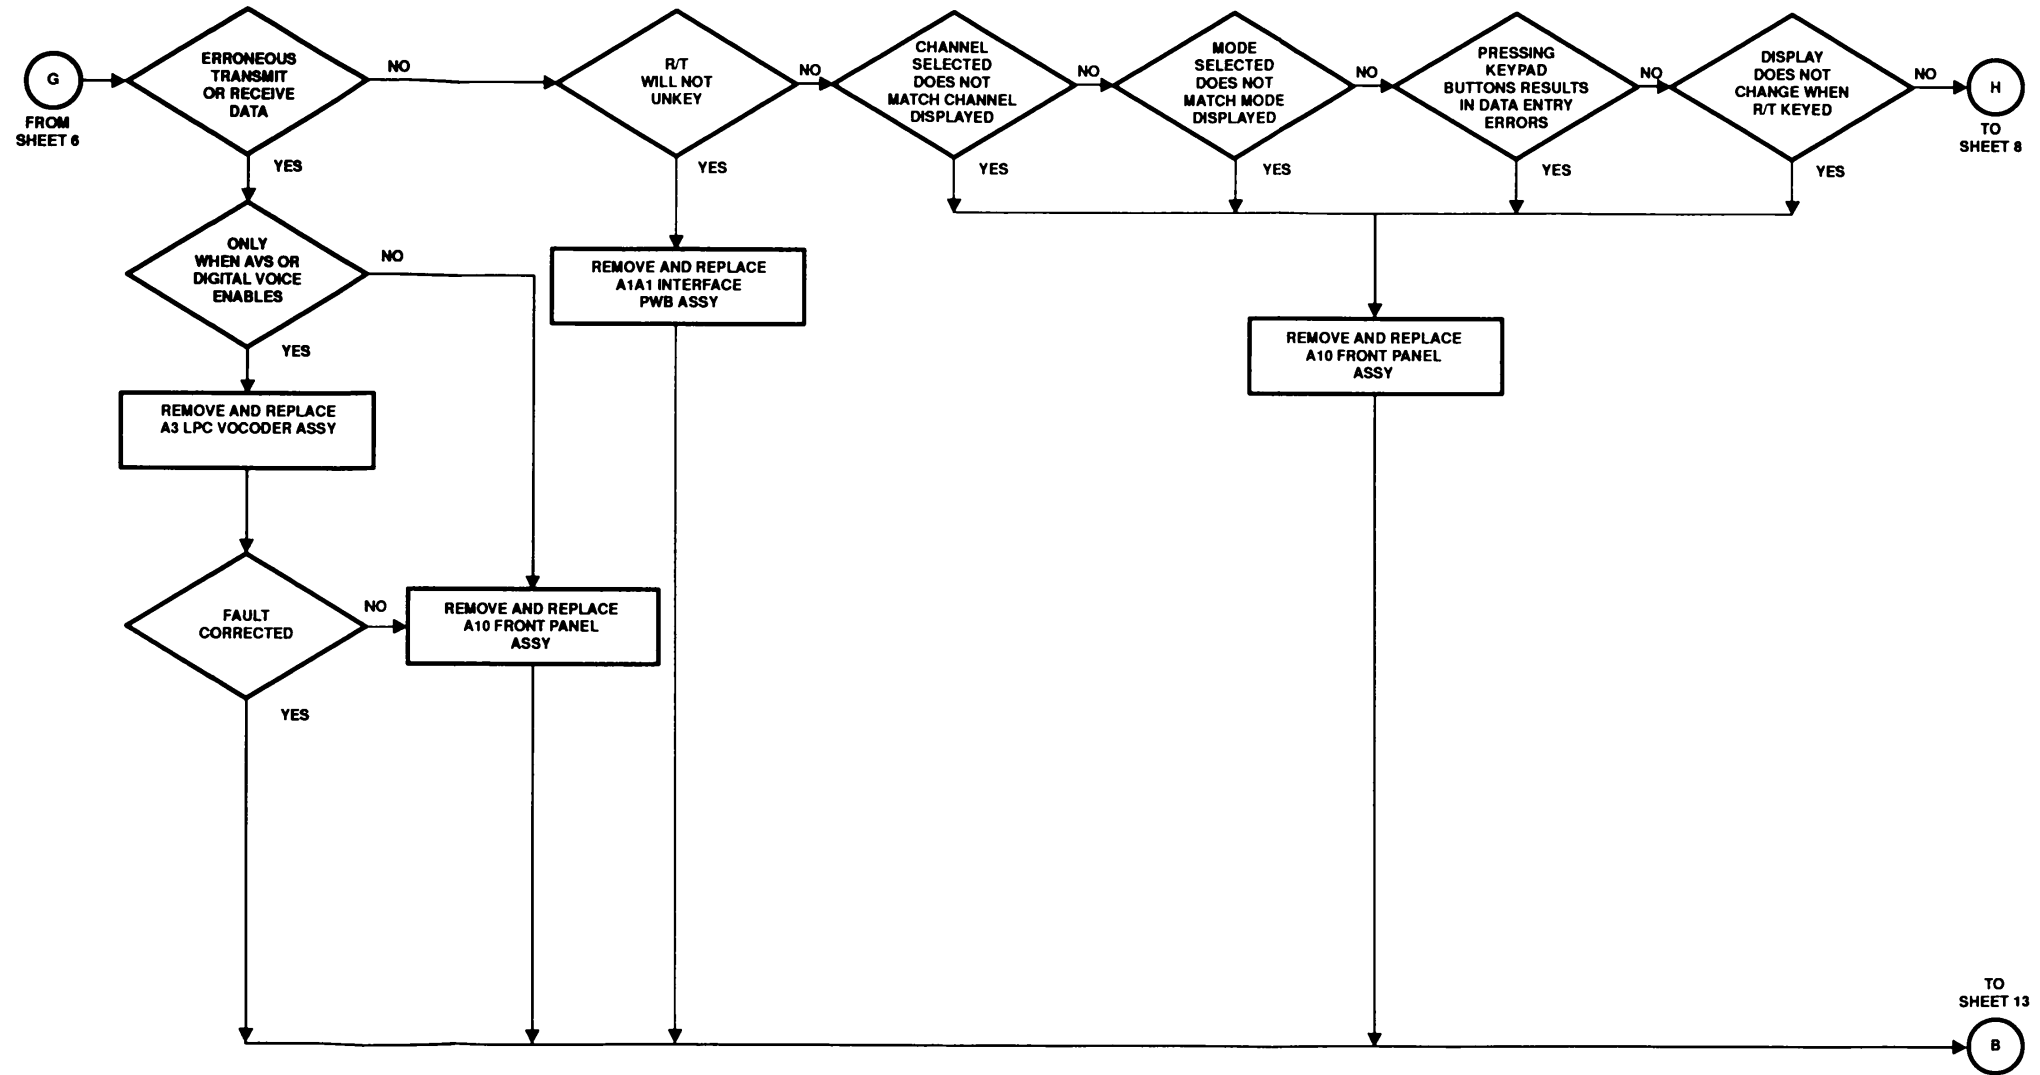 G
FROM
SHEET 6
ERRONEOUS
TRANSMIT
OR RECEIVE
DATA
NO
YES
R/T
WILL NOT
UNKEY
NO
YES
CHANNEL
SELECTED
DOES NOT
MATCH CHANNEL
DISPLAYED
NO
YES
MODE
SELECTED
DOES NOT
MATCH MODE
DISPLAYED
NO
YES
PRESSING
KEYPAD
BUTTONS RESULTS
IN DATA ENTRY
ERRORS
NO
YES
DISPLAY
DOES NOT
CHANGE WHEN
R/T KEYED
NO
YES
H
TO
SHEET 8
ONLY
WHEN AVS OR
DIGITAL VOICE
ENABLES
NO
YES
REMOVE AND REPLACE
A1A1 INTERFACE
PWB ASSY
REMOVE AND REPLACE
A10 FRONT PANEL
ASSY
REMOVE AND REPLACE
A3 LPC VOCODER ASSY
FAULT
CORRECTED
NO
YES
REMOVE AND REPLACE
A10 FRONT PANEL
ASSY
TO
SHEET 13
B